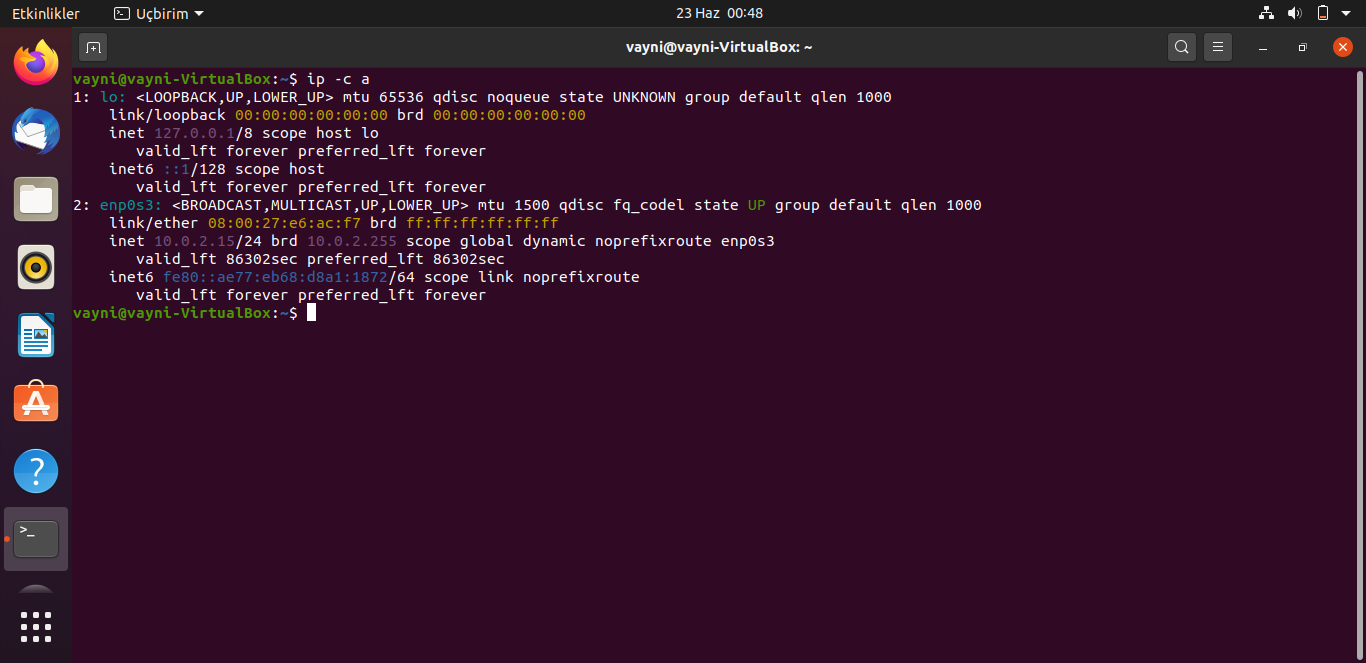 Etkinlikler
Uçbirim
23 Haz 00:48
vayni@vayni-VirtualBox: ~
vayni@vayni-VirtualBox:~$ ip -c a
1: lo: <LOOPBACK,UP,LOWER_UP> mtu 65536 qdisc noqueue state UNKNOWN group default qlen 1000
    link/loopback 00:00:00:00:00:00 brd 00:00:00:00:00:00
    inet 127.0.0.1/8 scope host lo
       valid_lft forever preferred_lft forever
    inet6 ::1/128 scope host
       valid_lft forever preferred_lft forever
2: enp0s3: <BROADCAST,MULTICAST,UP,LOWER_UP> mtu 1500 qdisc fq_codel state UP group default qlen 1000
    link/ether 08:00:27:e6:ac:f7 brd ff:ff:ff:ff:ff:ff
    inet 10.0.2.15/24 brd 10.0.2.255 scope global dynamic noprefixroute enp0s3
       valid_lft 86302sec preferred_lft 86302sec
    inet6 fe80::ae77:eb68:d8a1:1872/64 scope link noprefixroute
       valid_lft forever preferred_lft forever
vayni@vayni-VirtualBox:~$